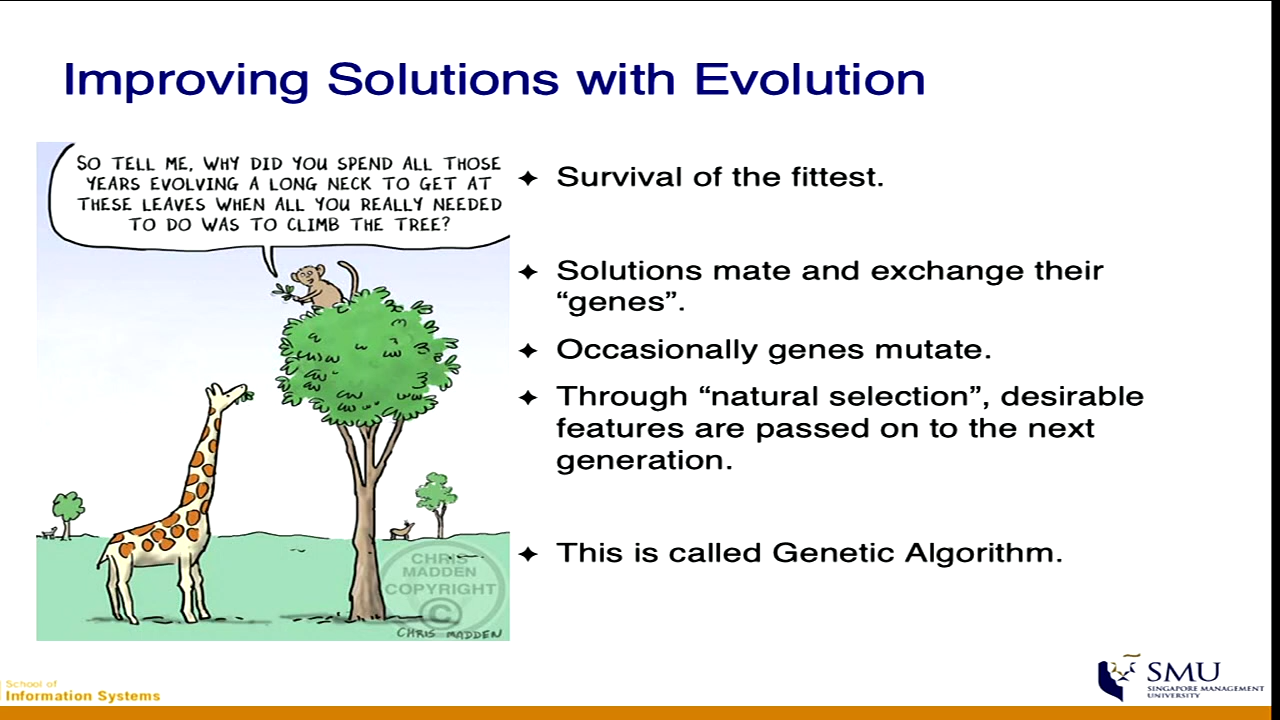 Improving Solutions with Evolution
SO TELL ME, WHY DID YOU SPEND ALL THOSE
YEARS EVOLVING A LONG NECK TO GET AT
THESE LEAVES WHEN ALL YOU REALLY NEEDED
TO DO WAS TO CLIMB THE TREE?
CHRIS
MADDEN
COPYRIGHT
©
CHRIS MADDEN
✦ Survival of the fittest.
✦ Solutions mate and exchange their
“genes”.
✦ Occasionally genes mutate.
✦ Through “natural selection”, desirable
features are passed on to the next
generation.
✦ This is called Genetic Algorithm.
School of
Information Systems
SMU
SINGAPORE MANAGEMENT
UNIVERSITY